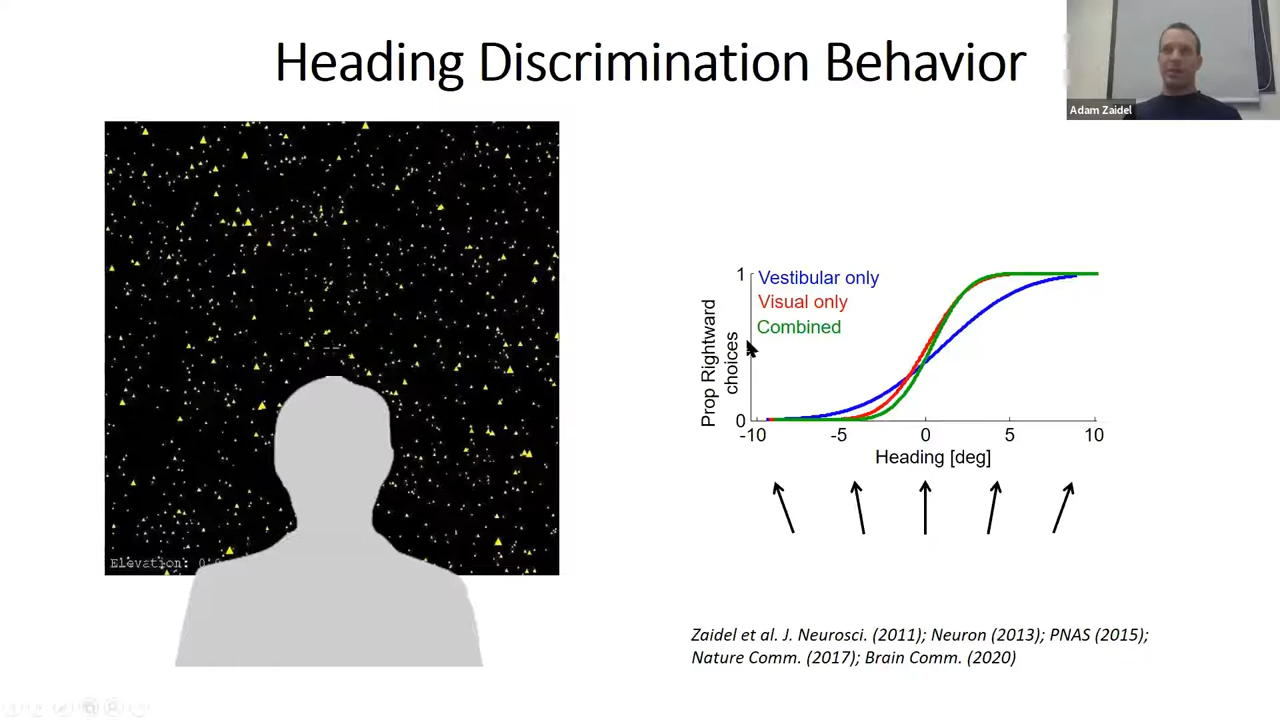 Heading Discrimination Behavior
Adam Zaidel
Elevation: 0
Vestibular only
Visual only
Combined
Prop Rightward
choices
1
0
-10 -5 0 5 10
Heading [deg]
Zaidel et al. J. Neurosci. (2011); Neuron (2013); PNAS (2015);
Nature Comm. (2017); Brain Comm. (2020)